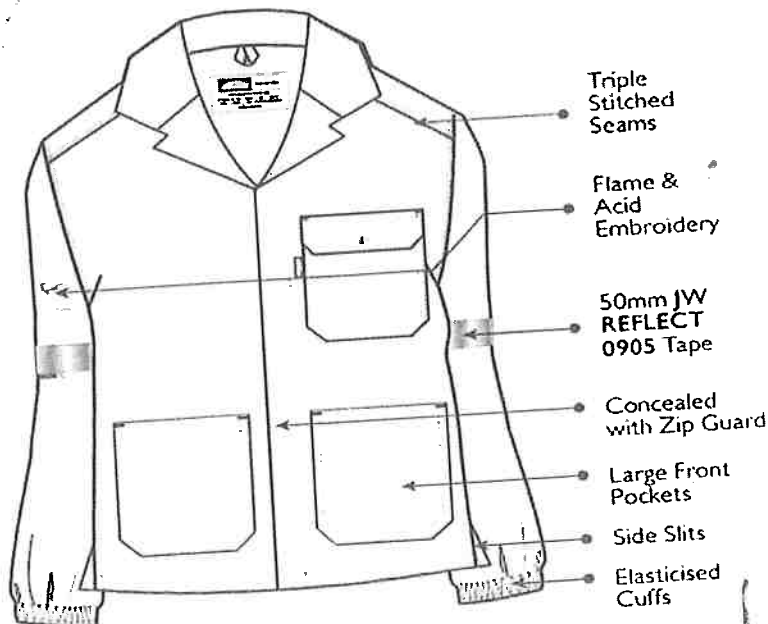 Triple
Stitched
Seams
Flame &
Acid
Embroidery
50mm JW
REFLECT
0905 Tape
Concealed
with Zip Guard
Large Front
Pockets
Side Slits
Elasticised
Cuffs